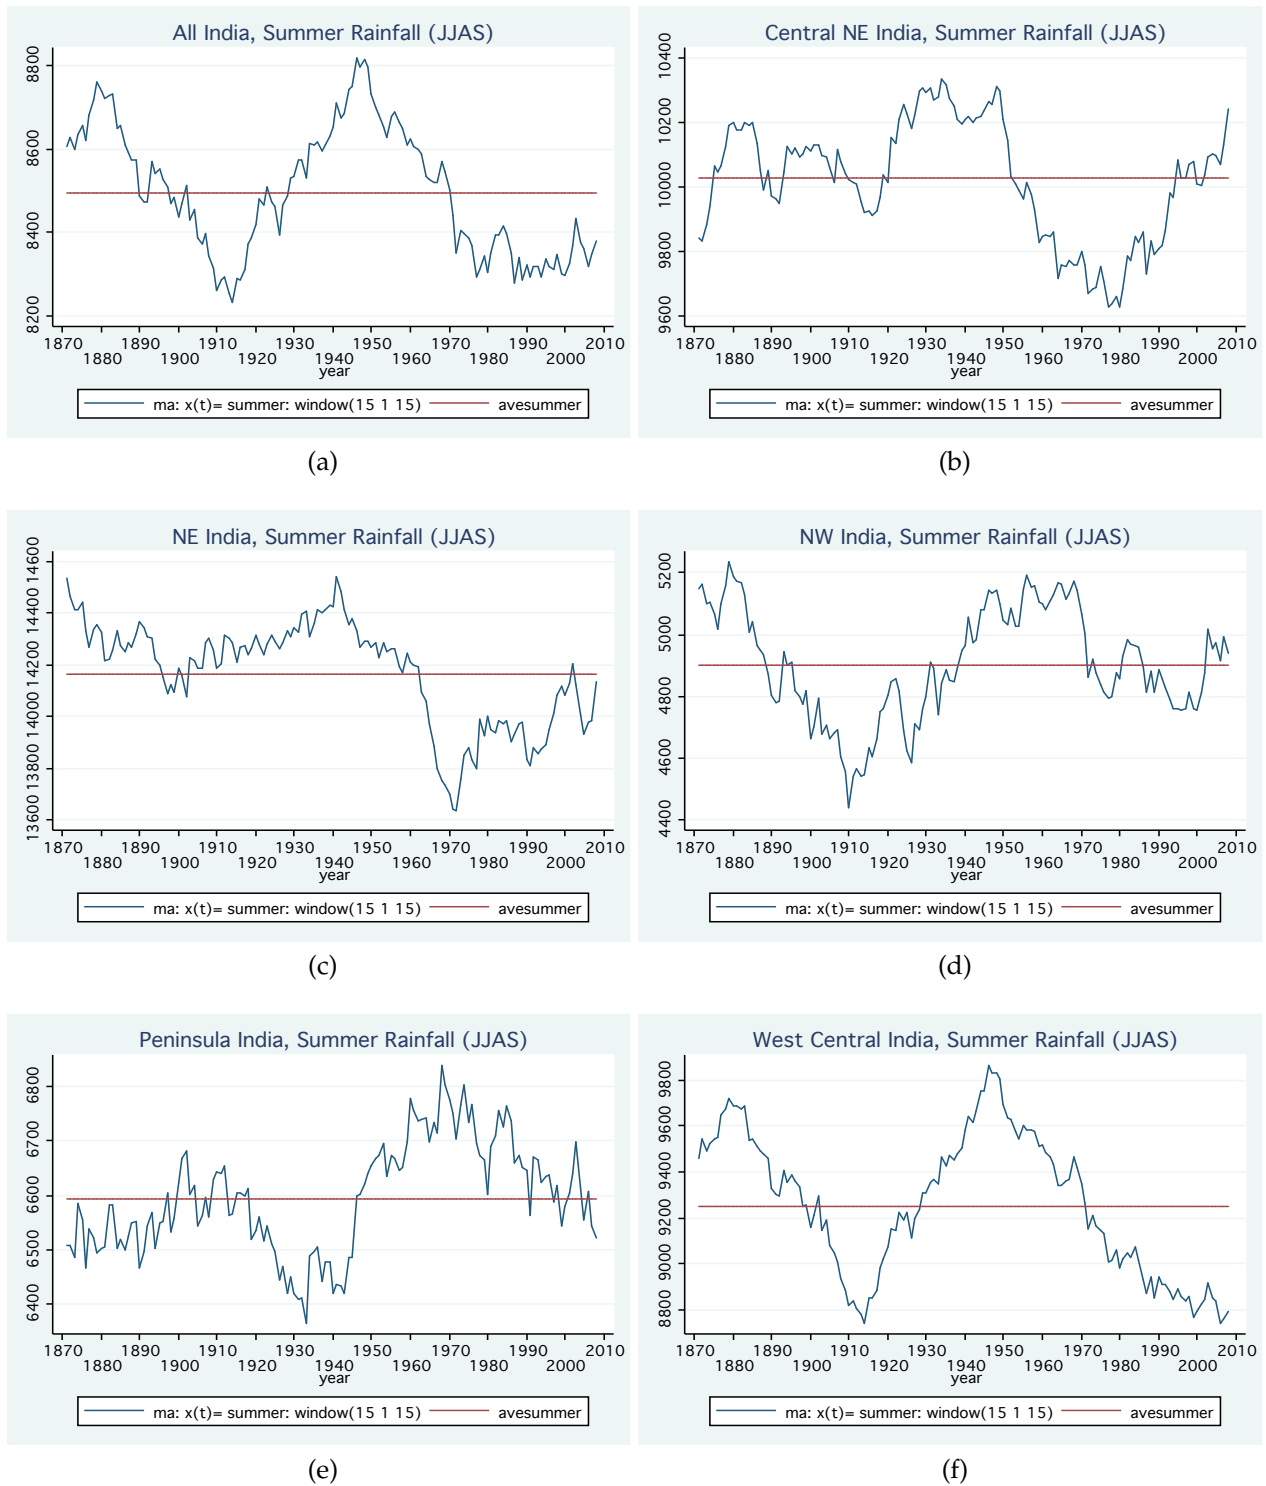 All India, Summer Rainfall (JJAS)
8800
8600
8400
8200
1870 1890 1910 1930 1950 1970 1990 2010
1880 1900 1920 1940 1960 1980 2000
year
ma: x(t)= summer: window(15 1 15) avesummer
(a)
Central NE India, Summer Rainfall (JJAS)
10400
10200
10000
9800
9600
1870 1890 1910 1930 1950 1970 1990 2010
1880 1900 1920 1940 1960 1980 2000
year
ma: x(t)= summer: window(15 1 15) avesummer
(b)
NE India, Summer Rainfall (JJAS)
14600
14400
14200
14000
13800
13600
1870 1890 1910 1930 1950 1970 1990 2010
1880 1900 1920 1940 1960 1980 2000
year
ma: x(t)= summer: window(15 1 15) avesummer
(c)
NW India, Summer Rainfall (JJAS)
5200
5000
4800
4600
4400
1870 1890 1910 1930 1950 1970 1990 2010
1880 1900 1920 1940 1960 1980 2000
year
ma: x(t)= summer: window(15 1 15) avesummer
(d)
Peninsula India, Summer Rainfall (JJAS)
6800
6700
6600
6500
6400
1870 1890 1910 1930 1950 1970 1990 2010
1880 1900 1920 1940 1960 1980 2000
year
ma: x(t)= summer: window(15 1 15) avesummer
(e)
West Central India, Summer Rainfall (JJAS)
9800
9600
9400
9200
9000
8800
1870 1890 1910 1930 1950 1970 1990 2010
1880 1900 1920 1940 1960 1980 2000
year
ma: x(t)= summer: window(15 1 15) avesummer
(f)